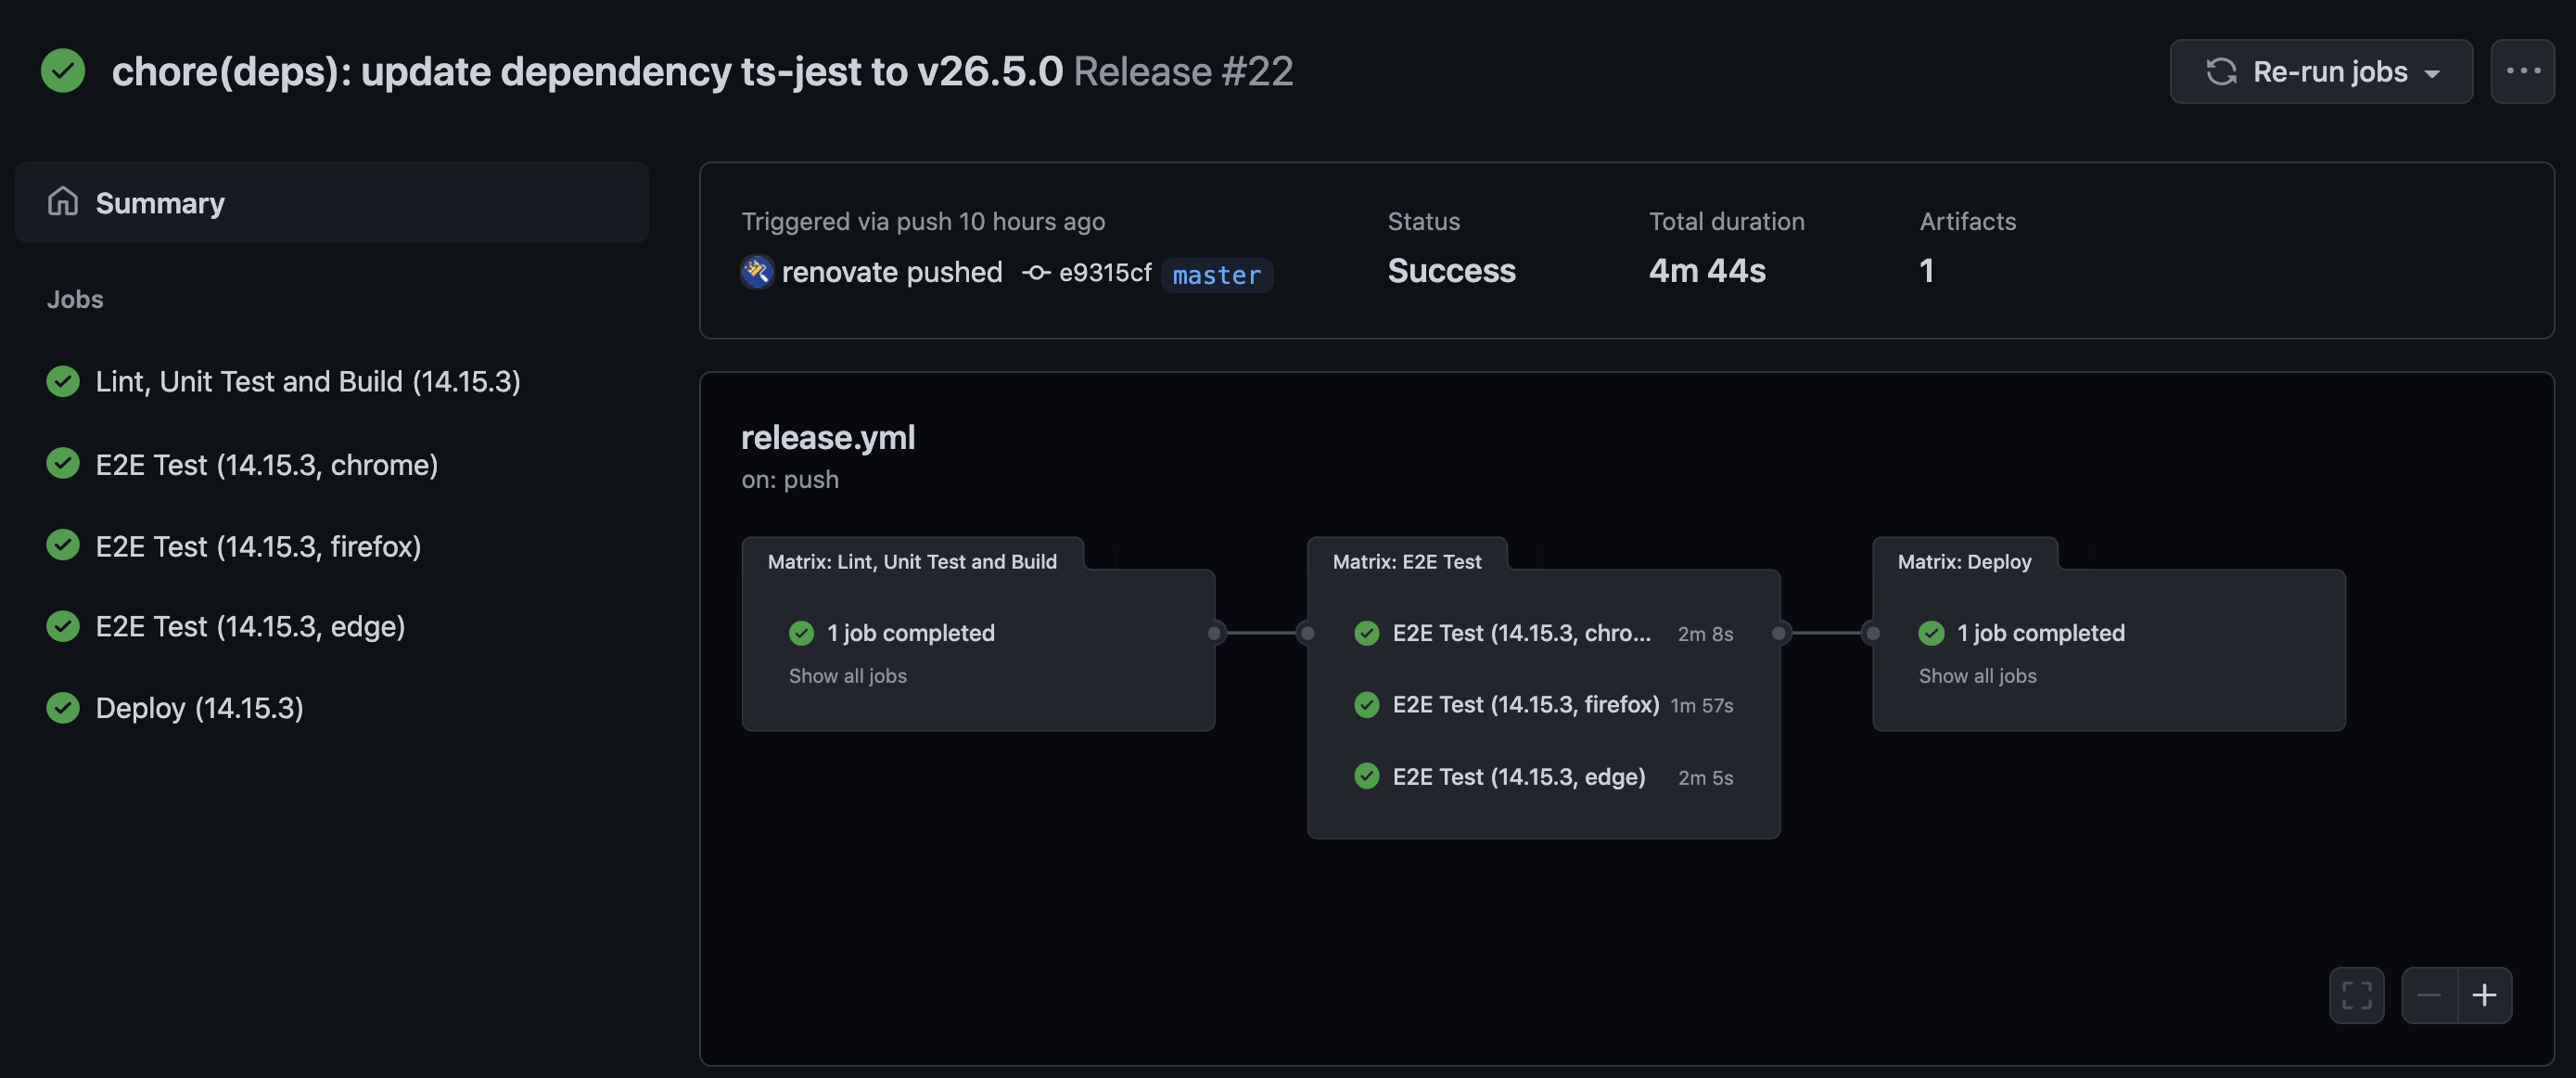 chore(deps): update dependency ts-jest to v26.5.0 Release #22
Re-run jobs
Summary
Jobs
Lint, Unit Test and Build (14.15.3)
E2E Test (14.15.3, chrome)
E2E Test (14.15.3, firefox)
E2E Test (14.15.3, edge)
Deploy (14.15.3)
Triggered via push 10 hours ago
renovate pushed e9315cf master
Status
Success
Total duration
4m 44s
Artifacts
1
release.yml
on: push
Matrix: Lint, Unit Test and Build
1 job completed
Show all jobs
Matrix: E2E Test
E2E Test (14.15.3, chro... 2m 8s
E2E Test (14.15.3, firefox) 1m 57s
E2E Test (14.15.3, edge) 2m 5s
Matrix: Deploy
1 job completed
Show all jobs